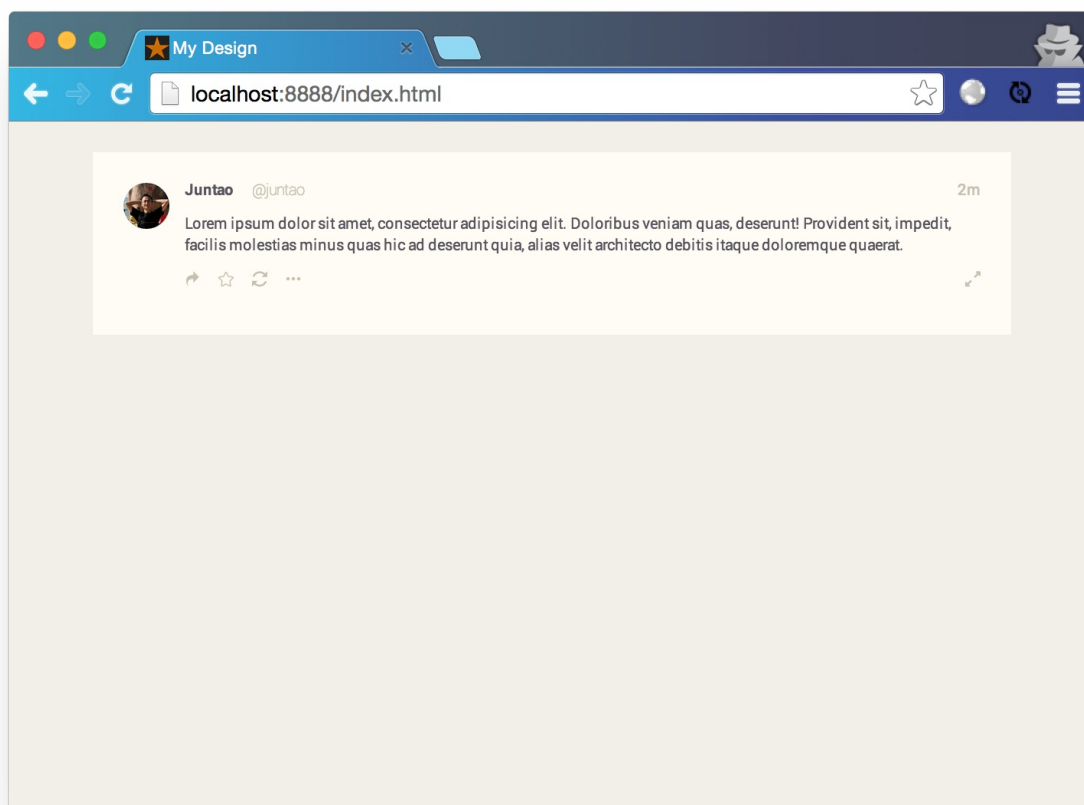 My Design
localhost:8888/index.html
Juntao @juntao 2m
Lorem ipsum dolor sit amet, consectetur adipisicing elit. Doloribus veniam quas, deserunt! Provident sit, impedit,
facilis molestias minus quas hic ad deserunt quia, alias velit architecto debitis itaque doloremque quaerat.